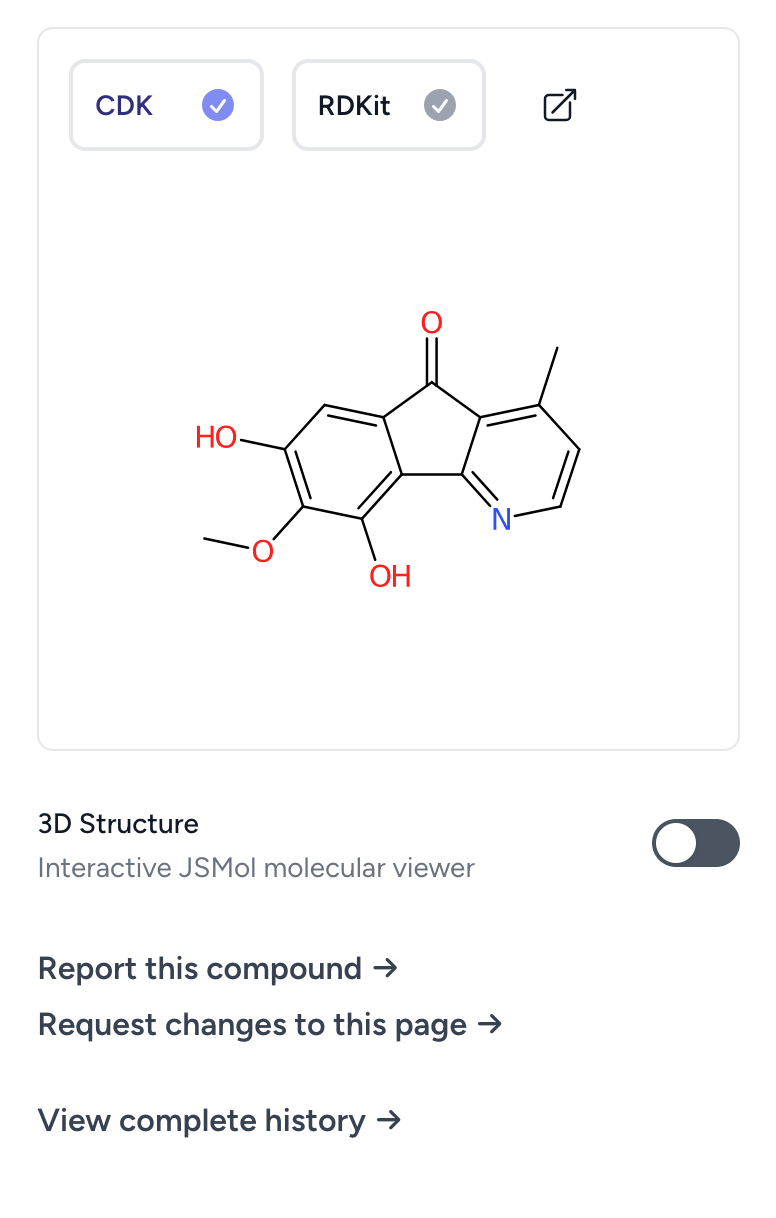 CDK RDKit
O
HO
N
O
OH
3D Structure
Interactive JSMol molecular viewer
Report this compound →
Request changes to this page →
View complete history →